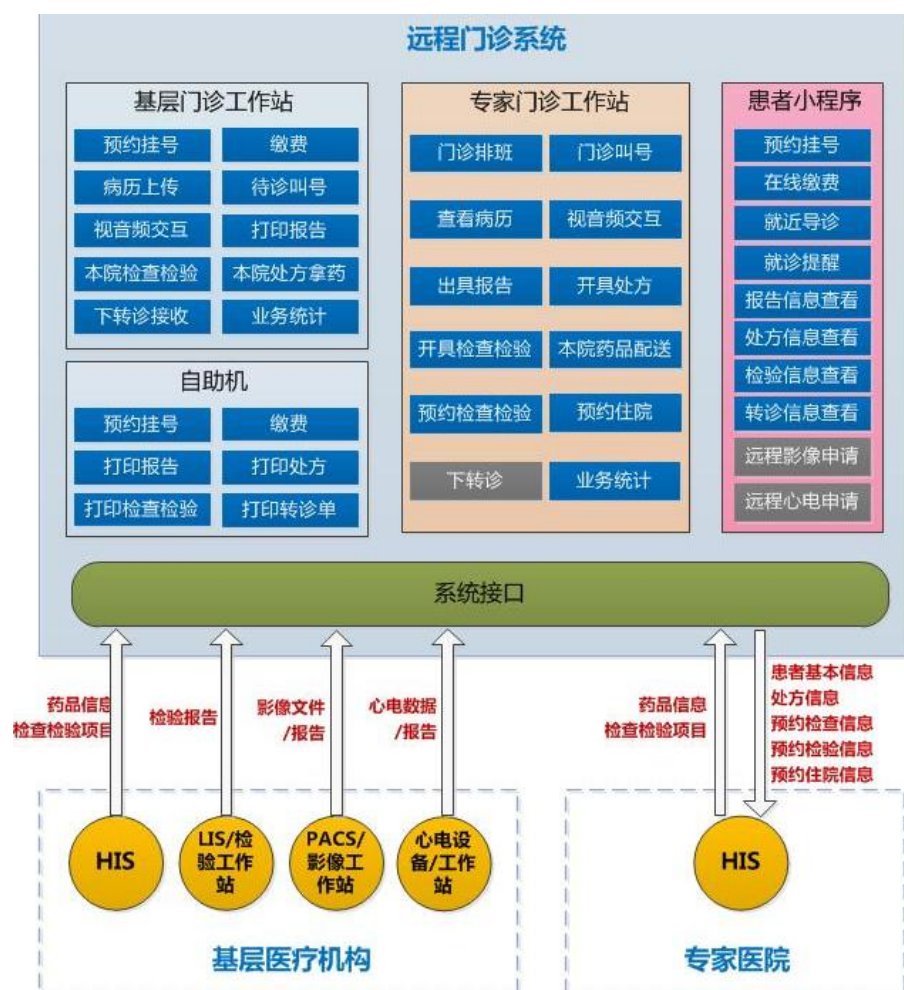 远程门诊系统
基层门诊工作站
预约挂号
缴费
病历上传
待诊叫号
视音频交互
打印报告
本院检查检验
本院处方拿药
下转诊接收
业务统计
自助机
预约挂号
缴费
打印报告
打印处方
打印检查检验
打印转诊单
专家门诊工作站
门诊排班
门诊叫号
查看病历
视音频交互
出具报告
开具处方
开具检查检验
本院药品配送
预约检查检验
预约住院
下转诊
业务统计
患者小程序
预约挂号
在线缴费
就近导诊
就诊提醒
报告信息查看
处方信息查看
检验信息查看
转诊信息查看
远程影像申请
远程心电申请
系统接口
药品信息
检查检验项目
检验报告
影像文件
/报告
心电数据
/报告
药品信息
检查检验项目
患者基本信息
处方信息
预约检查信息
预约检验信息
预约住院信息
HIS
LIS/检
验工作
站
PACS/
影像工
作站
心电设
备/工作
站
基层医疗机构
HIS
专家医院